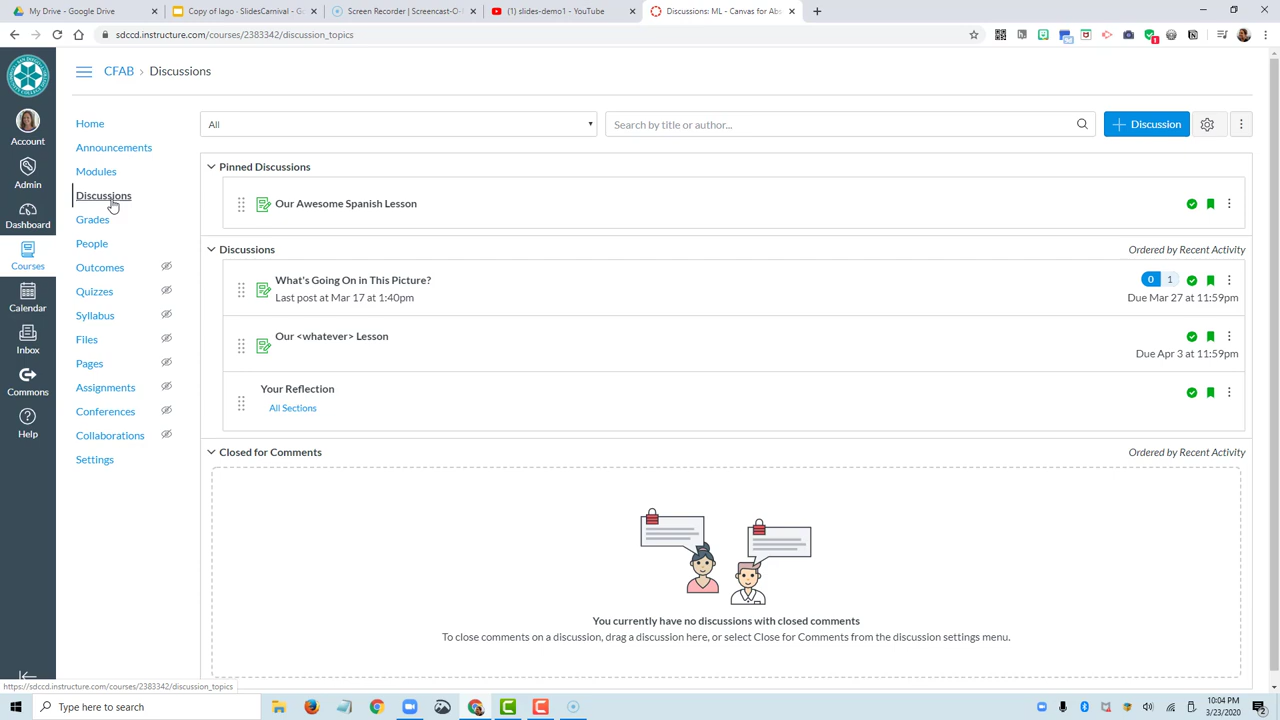 My Drive - Google Drive
Copy of Iago - SlidesCarnival - Go
Screen Recorder | Screencast-O-
(1) slides-demo1 - YouTube
Discussions: ML - Canvas for Abs
sdccd.instructure.com/courses/2383342/discussion_topics
CFAB › Discussions
Account
Admin
Dashboard
Courses
Calendar
Inbox
Commons
Help
Home
Announcements
Modules
Discussions
Grades
People
Outcomes
Quizzes
Syllabus
Files
Pages
Assignments
Conferences
Collaborations
Settings
All
Search by title or author...
Discussion
Pinned Discussions
Our Awesome Spanish Lesson
Discussions
Ordered by Recent Activity
What's Going On in This Picture?
0 1
Last post at Mar 17 at 1:40pm
Due Mar 27 at 11:59pm
Our <whatever> Lesson
Due Apr 3 at 11:59pm
Your Reflection
All Sections
Closed for Comments
Ordered by Recent Activity
You currently have no discussions with closed comments
To close comments on a discussion, drag a discussion here, or select Close for Comments from the discussion settings menu.
https://sdccd.instructure.com/courses/2383342/discussion_topics
Type here to search
10:04 PM
3/23/2020